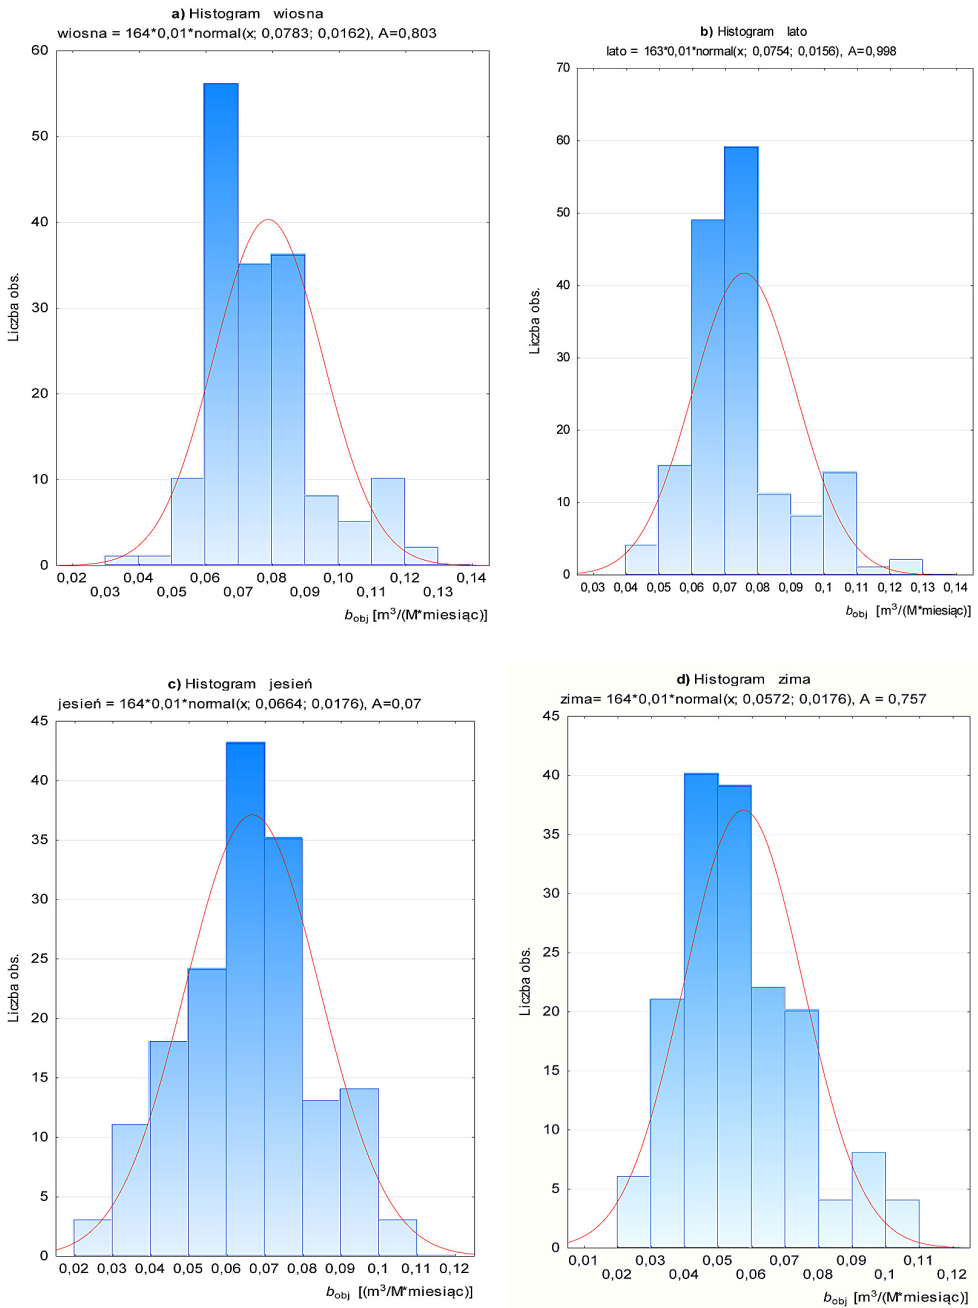 a) Histogram wiosna
wiosna = 164*0,01*normal(x; 0,0783; 0,0162), A=0,803
60
50
40
30
20
10
0
Liczba obs.
0,02 0,04 0,06 0,08 0,10 0,12 0,14
0,03 0,05 0,07 0,09 0,11 0,13
b_obj [m³/(M*miesiąc)]
b) Histogram lato
lato = 163*0,01*normal(x; 0,0754; 0,0156), A=0,998
70
60
50
40
30
20
10
0
Liczba obs.
0,03 0,04 0,05 0,06 0,07 0,08 0,09 0,1 0,11 0,12 0,13 0,14
b_obj [m³/(M*miesiąc)]
c) Histogram jesień
jesień = 164*0,01*normal(x; 0,0664; 0,0176), A=0,07
45
40
35
30
25
20
15
10
5
0
Liczba obs.
0,02 0,03 0,04 0,05 0,06 0,07 0,08 0,09 0,1 0,11 0,12
b_obj [(m³/M*miesiąc)]
d) Histogram zima
zima= 164*0,01*normal(x; 0,0572; 0,0176), A = 0,757
45
40
35
30
25
20
15
10
5
0
Liczba obs.
0,01 0,03 0,05 0,07 0,09 0,11
0,02 0,04 0,06 0,08 0,1 0,12
b_obj [m³/(M*miesiąc)]